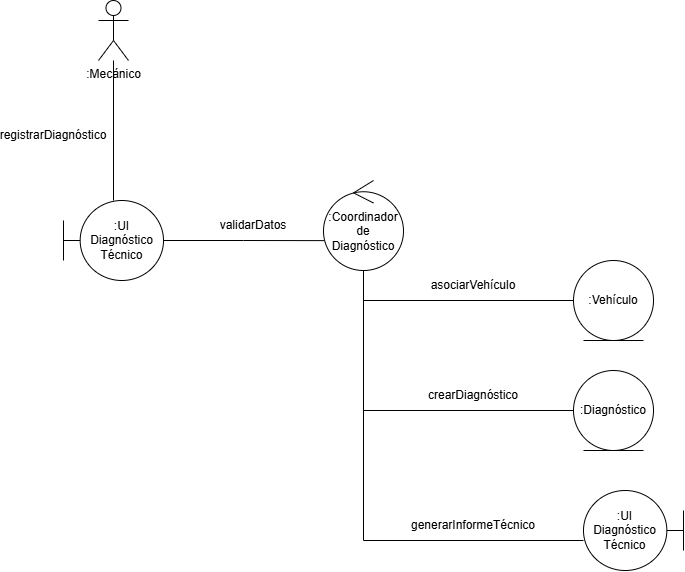 :Mecánico
registrarDiagnóstico
:UI
Diagnóstico
Técnico
validarDatos
:Coordinador
de
Diagnóstico
asociarVehículo
:Vehículo
crearDiagnóstico
:Diagnóstico
generarInformeTécnico
:UI
Diagnóstico
Técnico